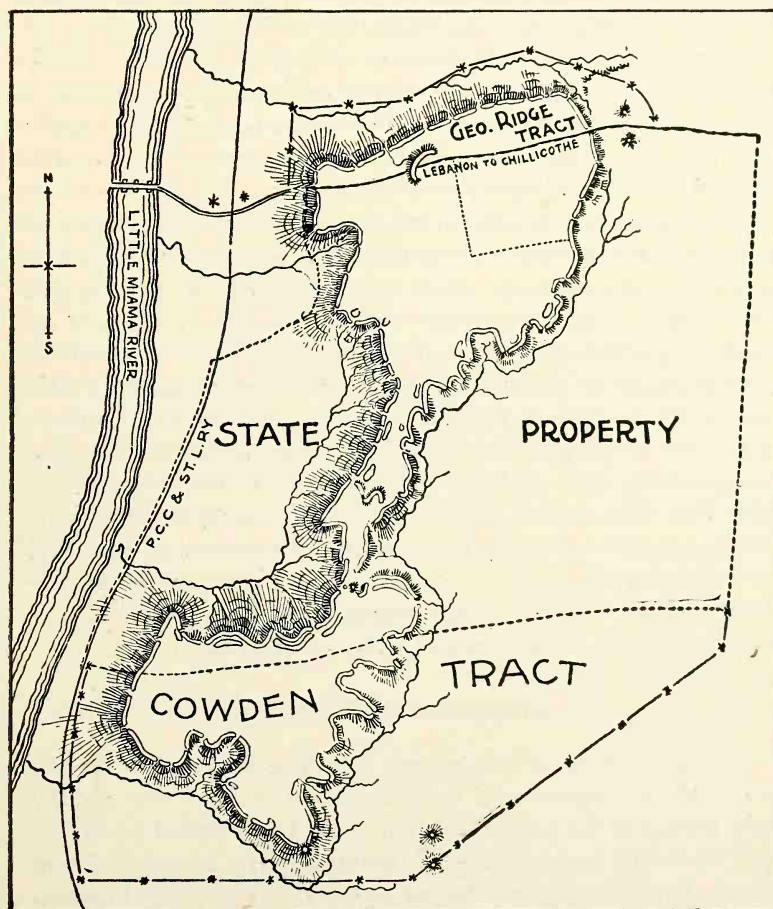 GEO. RIDGE
TRACT
LEBANON TO CHILLICOTHE
N
S
LITTLE MIAMA RIVER
P.C.C & ST. L. RY
STATE
PROPERTY
COWDEN
TRACT